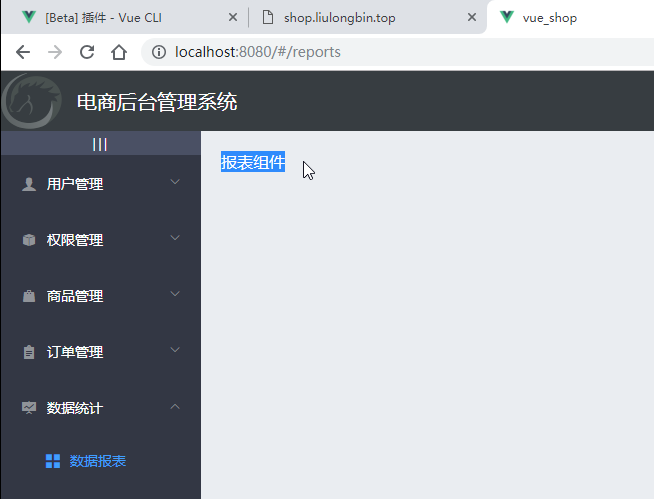 [Beta] 插件 - Vue CLI
shop.liulongbin.top
vue_shop
localhost:8080/#/reports
电商后台管理系统
|||
报表组件
用户管理
权限管理
商品管理
订单管理
数据统计
数据报表